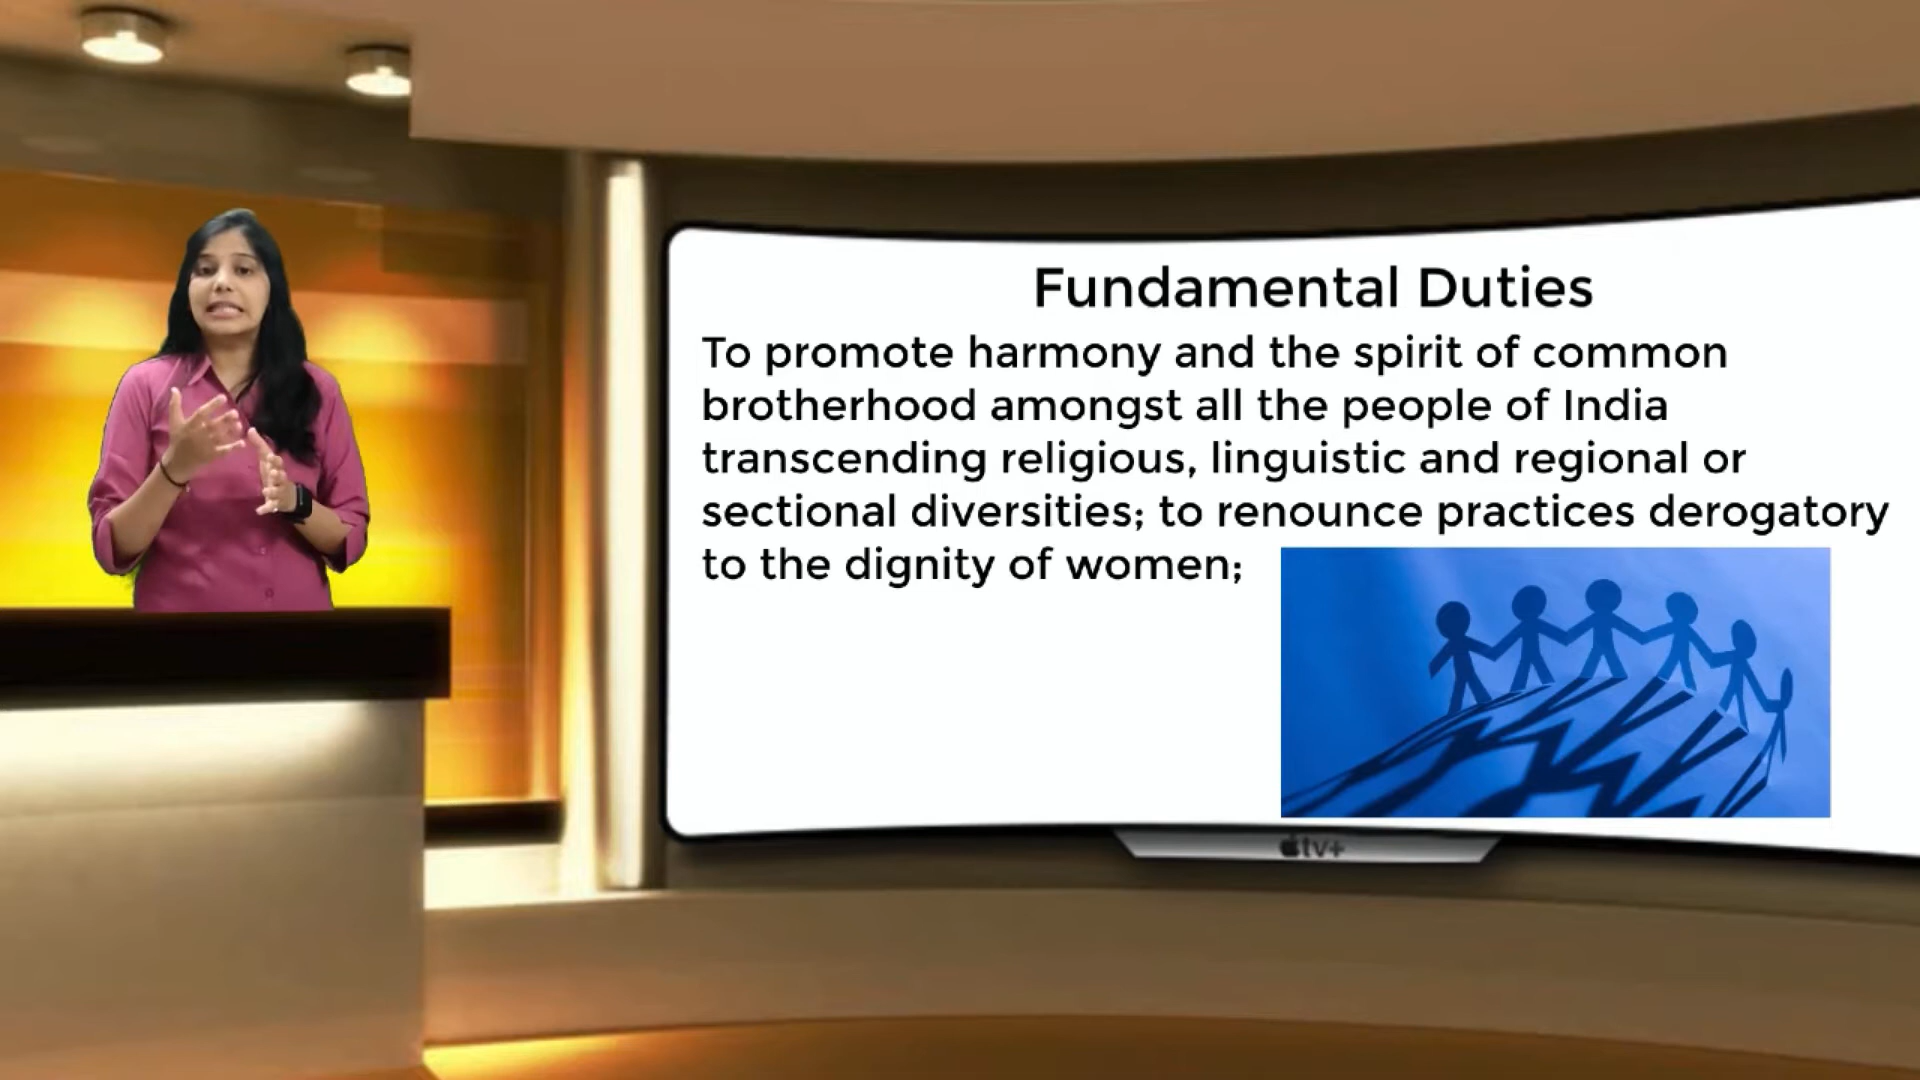 Fundamental Duties
To promote harmony and the spirit of common
brotherhood amongst all the people of India
transcending religious, linguistic and regional or
sectional diversities; to renounce practices derogatory
to the dignity of women;
tv+